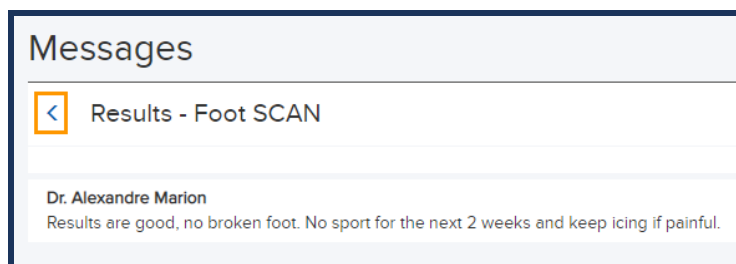 Messages
Results - Foot SCAN
Dr. Alexandre Marion
Results are good, no broken foot. No sport for the next 2 weeks and keep icing if painful.